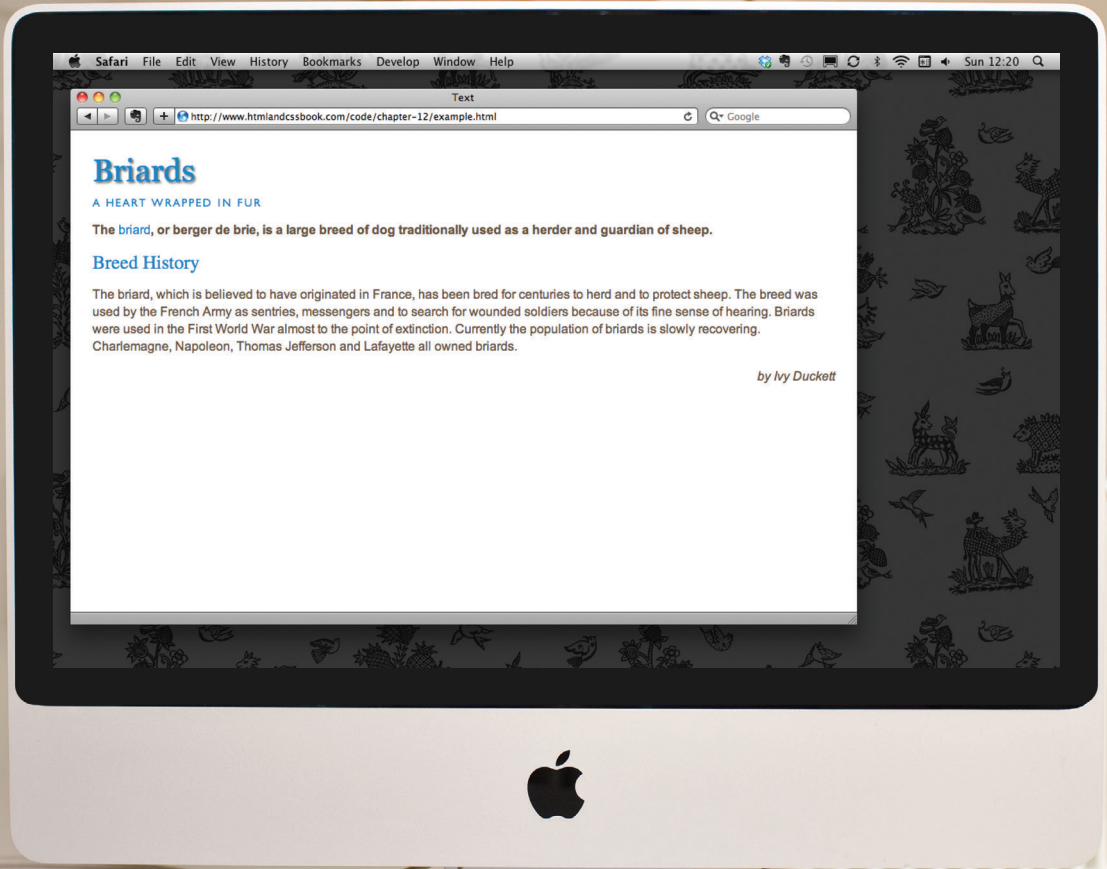 Safari File Edit View History Bookmarks Develop Window Help Sun 12:20
Text
http://www.htmlandcssbook.com/code/chapter-12/example.html Google
Briards
A HEART WRAPPED IN FUR
The briard, or berger de brie, is a large breed of dog traditionally used as a herder and guardian of sheep.
Breed History
The briard, which is believed to have originated in France, has been bred for centuries to herd and to protect sheep. The breed was
used by the French Army as sentries, messengers and to search for wounded soldiers because of its fine sense of hearing. Briards
were used in the First World War almost to the point of extinction. Currently the population of briards is slowly recovering.
Charlemagne, Napoleon, Thomas Jefferson and Lafayette all owned briards.
by Ivy Duckett